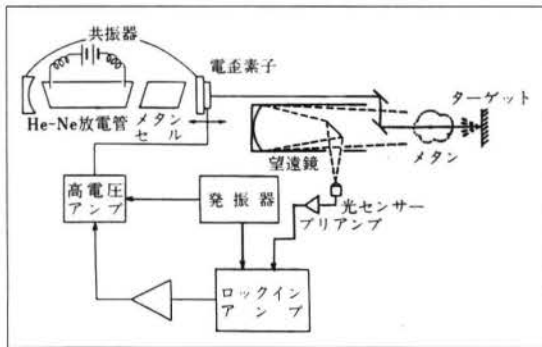 共振器
電歪素子
He-Ne放電管
メタン
セル
ターゲット
望遠鏡
メタン
高電圧
アンプ
発振器
光センサー
プリアンプ
ロックイン
アンプ